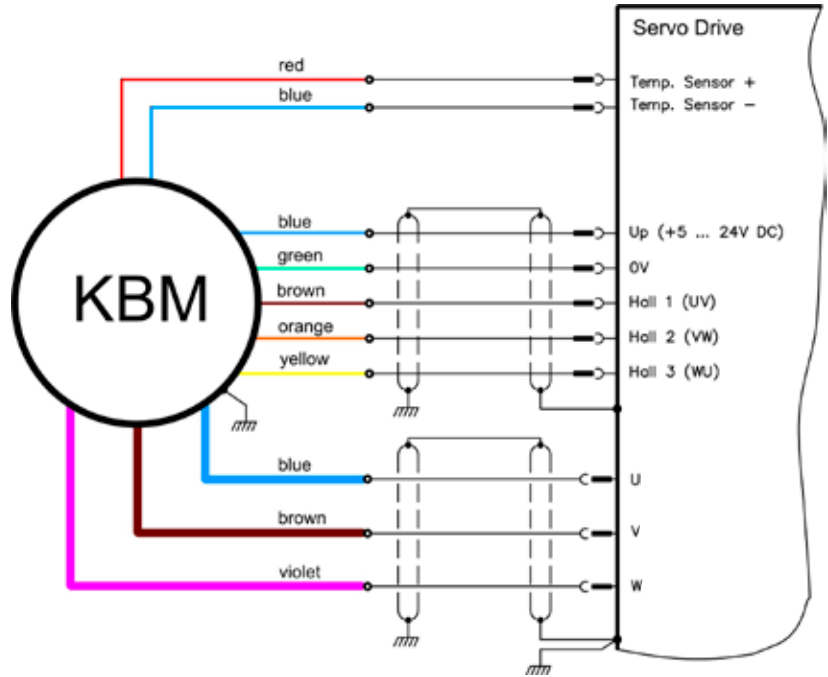 Servo Drive
red
Temp. Sensor +
blue
Temp. Sensor −
blue
Up (+5 ... 24V DC)
green
0V
KBM
brown
Hall 1 (UV)
orange
Hall 2 (VW)
yellow
Hall 3 (WU)
blue
U
brown
V
violet
W